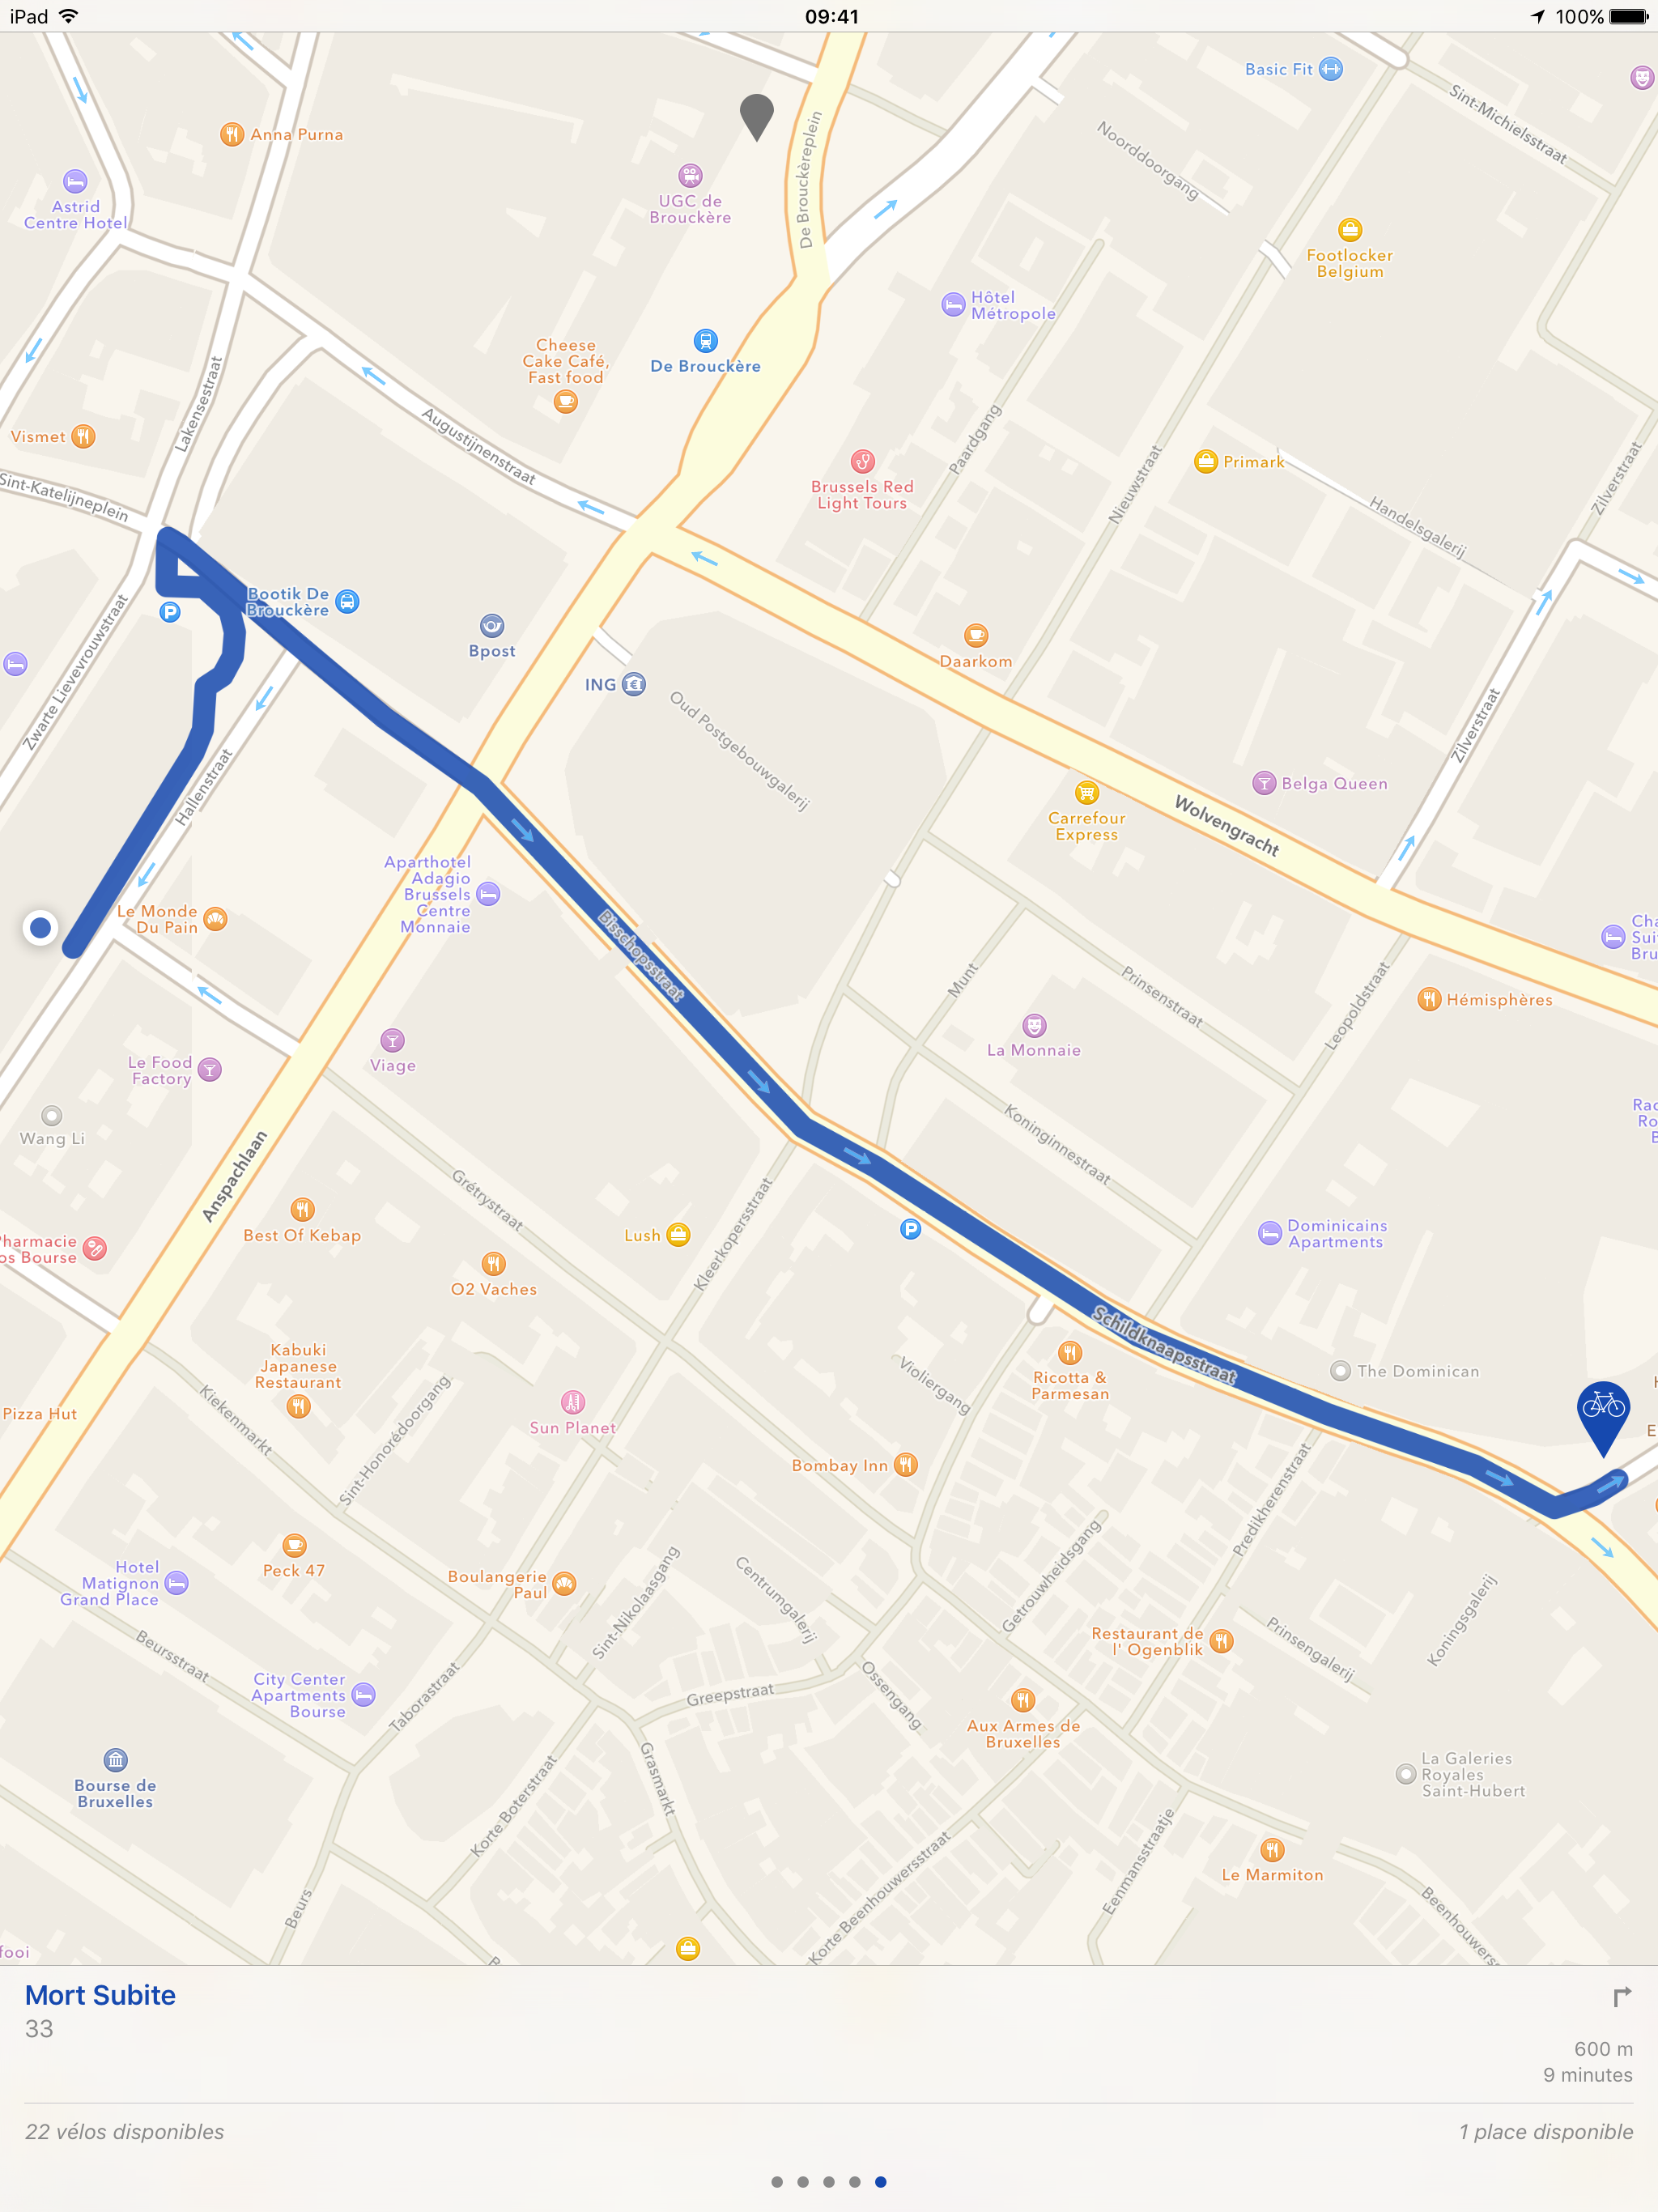 iPad
09:41
100%
Basic Fit
Sint-Michielsstraat
Anna Purna
De Brouckèreplein
Noorddoorgang
Astrid
Centre Hotel
UGC de
Brouckère
Footlocker
Belgium
Hôtel
Métropole
Cheese
Cake Café,
Fast food
De Brouckère
Lakensestraat
Vismet
Augustijnenstraat
Paardgang
Nieuwstraat
Primark
Zilverstraat
Brussels Red
Light Tours
Sint-Katelijneplein
Handelsgalerij
Bootik De
Brouckère
Bpost
Daarkom
ING
Zwarte Lievevrouwstraat
Oud Postgebouwgalerij
Zilverstraat
Hallenstraat
Belga Queen
Carrefour
Express
Wolvengracht
Aparthotel
Adagio
Brussels
Centre
Monnaie
Le Monde
Du Pain
Bisschopsstraat
Cha
Sui
Bru
Munt
Prinsenstraat
Leopoldstraat
Hémisphères
La Monnaie
Viage
Le Food
Factory
Wang Li
Koninginnestraat
Rac
Ro
B
Anspachlaan
Grétrystraat
Kleerkopersstraat
Best Of Kebap
Lush
Dominicains
Apartments
Pharmacie
os Bourse
O2 Vaches
Schildknaapsstraat
Kabuki
Japanese
Restaurant
Violiergang
Ricotta &
Parmesan
The Dominican
Pizza Hut
Kiekenmarkt
Sint-Honorédoorgang
Sun Planet
E
Bombay Inn
Predikherenstraat
Peck 47
Hotel
Matignon
Grand Place
Boulangerie
Paul
Sint-Nikolaasgang
Centrumgalerij
Getrouwheidsgang
Koningsgalerij
Restaurant de
l' Ogenblik
Prinsengalerij
Beursstraat
City Center
Apartments
Bourse
Taborastraat
Greepstraat
Ossengang
Aux Armes de
Bruxelles
Bourse de
Bruxelles
Korte Boterstraat
Grasmarkt
La Galeries
Royales
Saint-Hubert
Korte Beenhouwersstraat
Eenmansstraatje
Le Marmiton
Beurs
Beenhouwerss
fooi
Mort Subite
33
600 m
9 minutes
22 vélos disponibles
1 place disponible